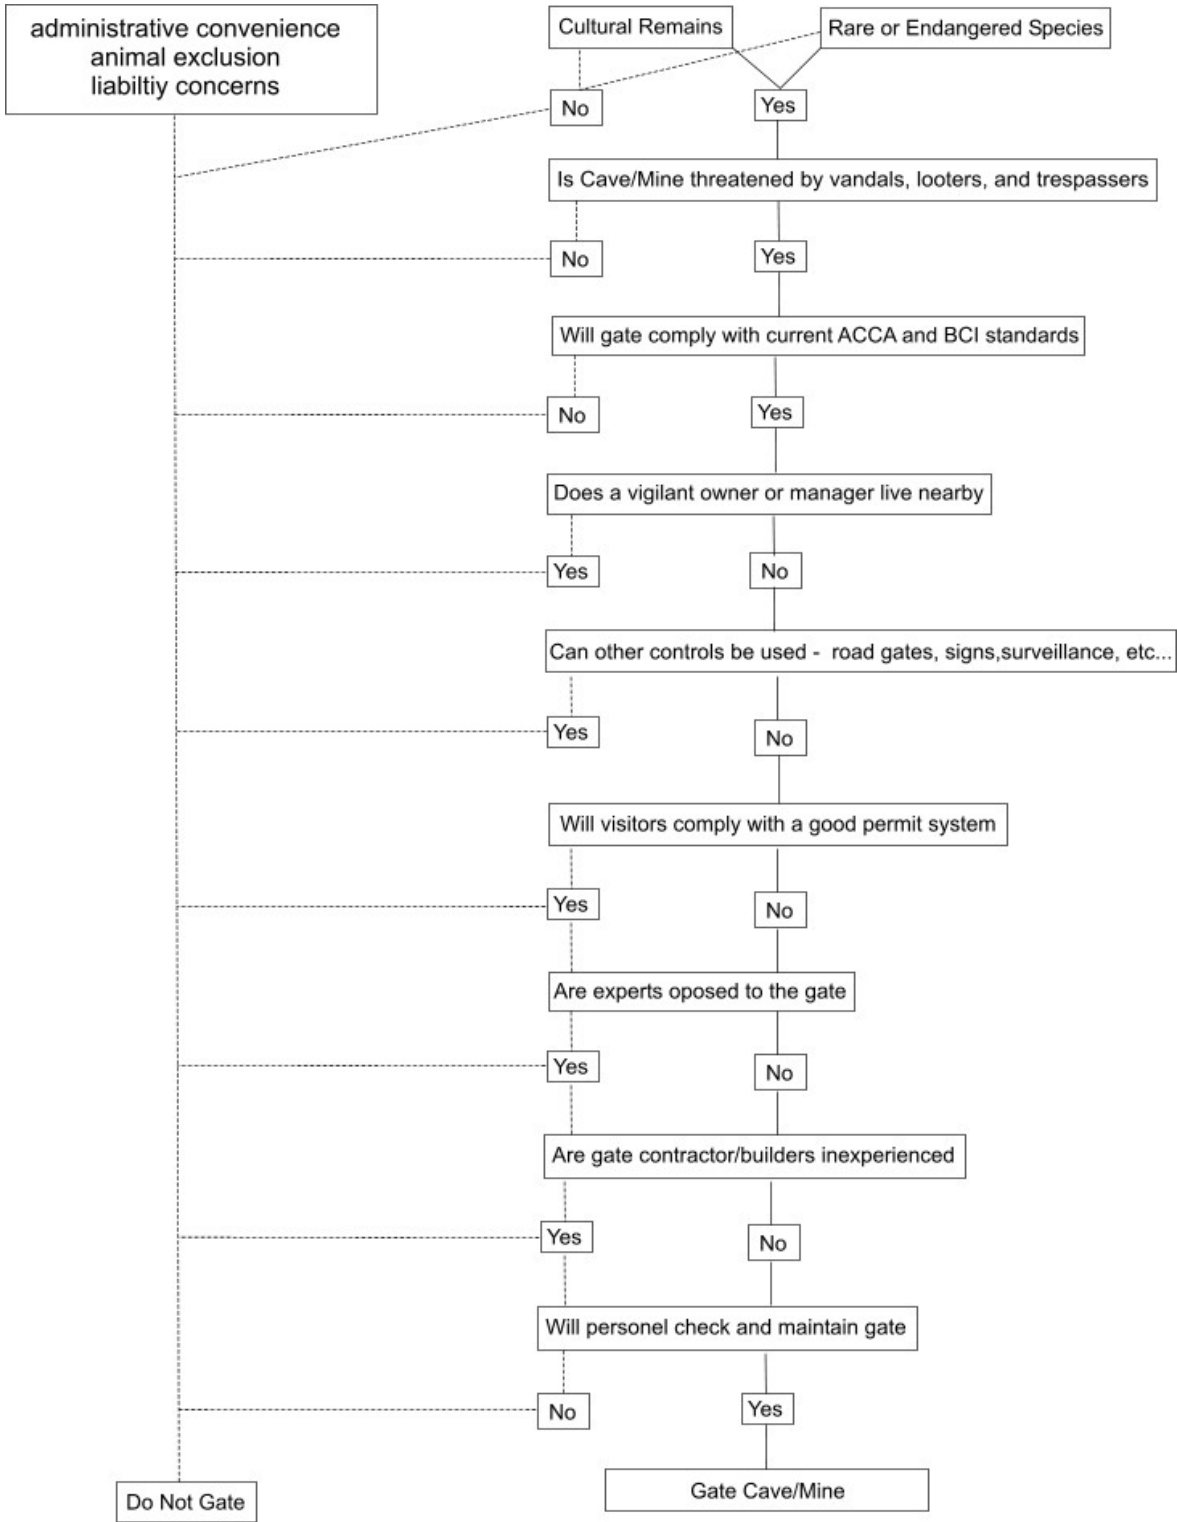 administrative convenience
animal exclusion
liabiltiy concerns
Cultural Remains
Rare or Endangered Species
No
Yes
Is Cave/Mine threatened by vandals, looters, and trespassers
No
Yes
Will gate comply with current ACCA and BCI standards
No
Yes
Does a vigilant owner or manager live nearby
Yes
No
Can other controls be used - road gates, signs,surveillance, etc...
Yes
No
Will visitors comply with a good permit system
Yes
No
Are experts oposed to the gate
Yes
No
Are gate contractor/builders inexperienced
Yes
No
Will personel check and maintain gate
No
Yes
Do Not Gate
Gate Cave/Mine